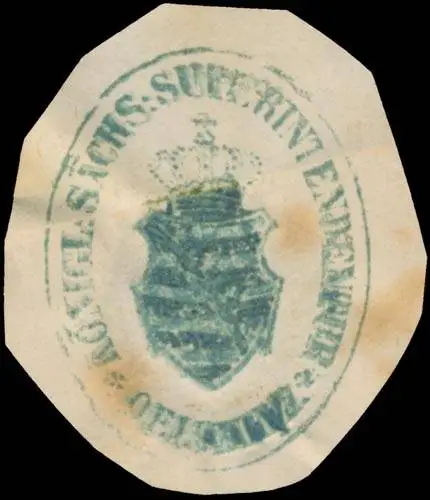 KÖNIGL. SÄCHS. SUPERINTENDENTUR